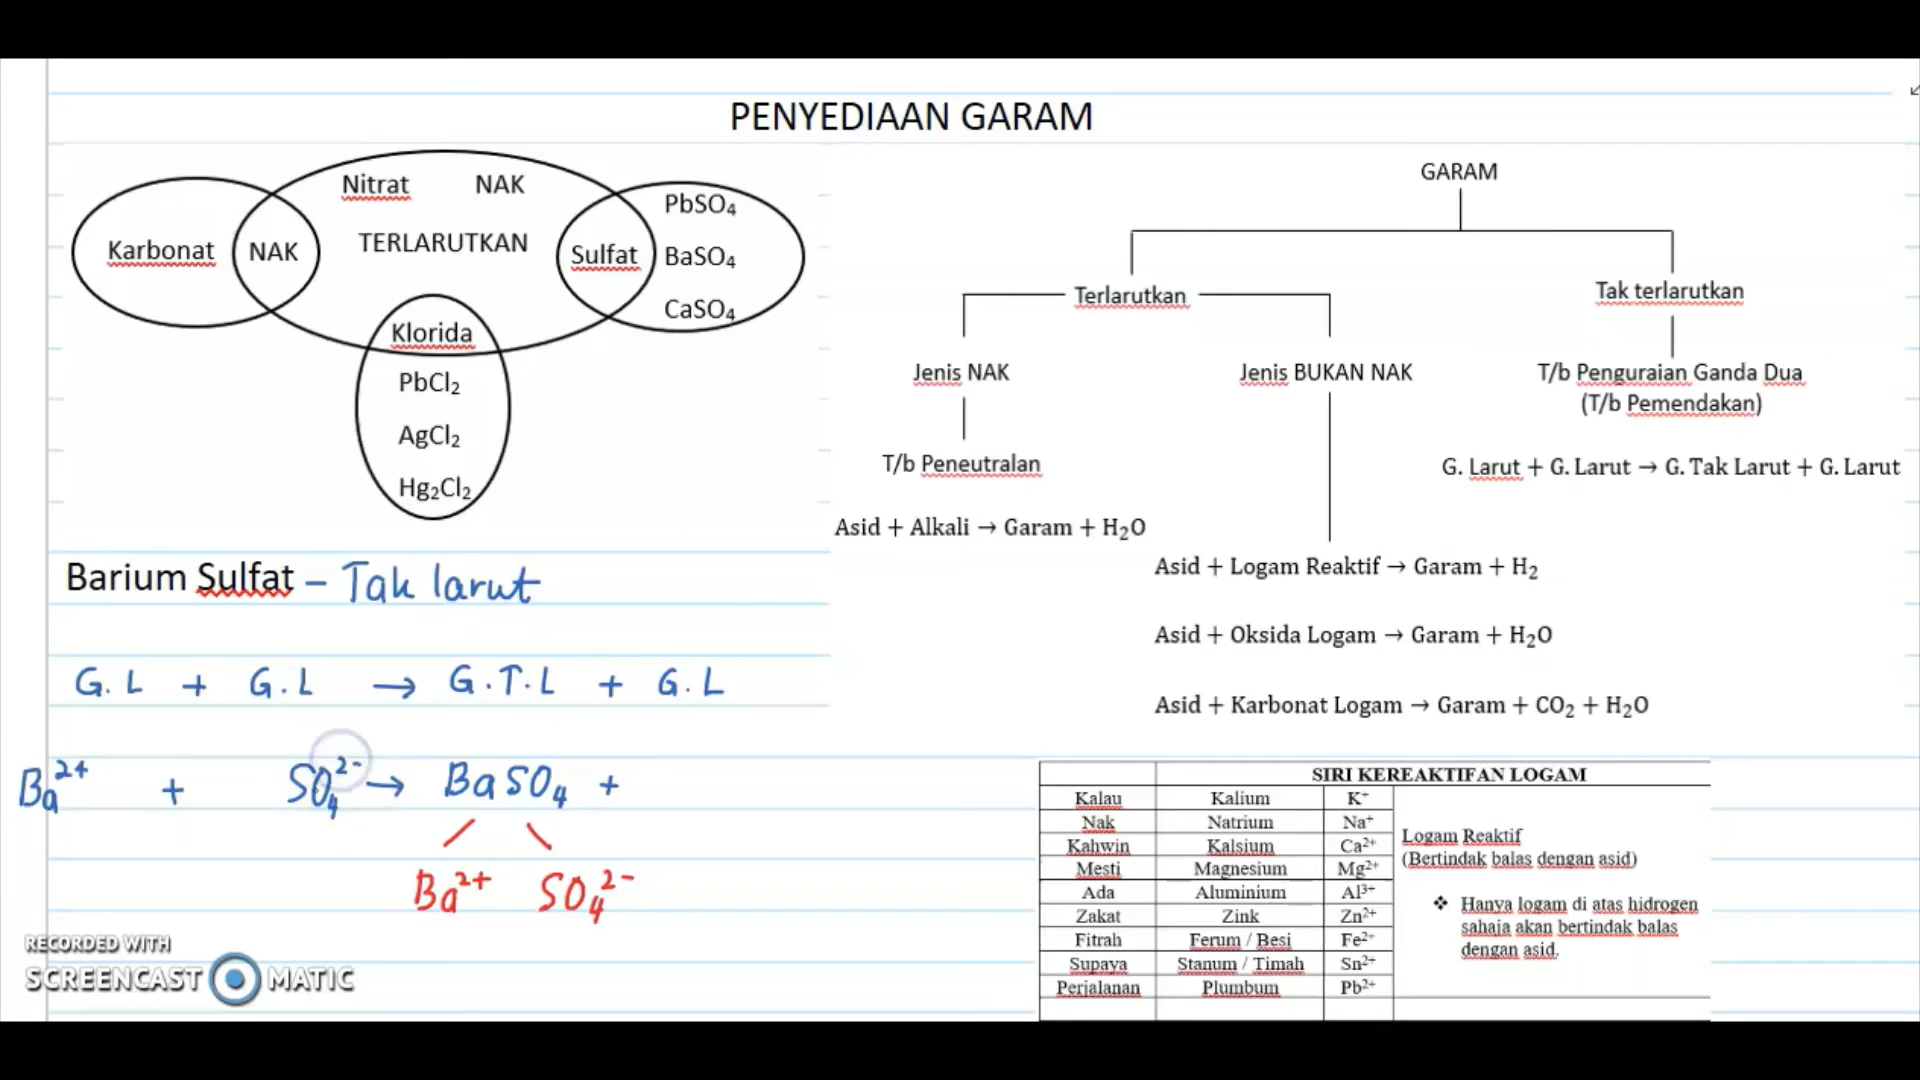 PENYEDIAAN GARAM
Nitrat NAK
Karbonat NAK TERLARUTKAN Sulfat
PbSO₄
BaSO₄
CaSO₄
Klorida
PbCl₂
AgCl₂
Hg₂Cl₂
GARAM
Terlarutkan
Tak terlarutkan
Jenis NAK
Jenis BUKAN NAK
T/b Penguraian Ganda Dua
(T/b Pemendakan)
T/b Peneutralan
G. Larut + G. Larut → G. Tak Larut + G. Larut
Asid + Alkali → Garam + H₂O
Asid + Logam Reaktif → Garam + H₂
Asid + Oksida Logam → Garam + H₂O
Asid + Karbonat Logam → Garam + CO₂ + H₂O
Barium Sulfat – Tak larut
G.L + G.L → G.T.L + G.L
Ba²⁺ + SO₄²⁻ → BaSO₄ +
Ba²⁺ SO₄²⁻
SIRI KEREAKTIFAN LOGAM
Kalau Kalium K⁺
Nak Natrium Na⁺
Kahwin Kalsium Ca²⁺
Mesti Magnesium Mg²⁺
Ada Aluminium Al³⁺
Zakat Zink Zn²⁺
Fitrah Ferum / Besi Fe²⁺
Supaya Stanum / Timah Sn²⁺
Perjalanan Plumbum Pb²⁺
Logam Reaktif
(Bertindak balas dengan asid)
❖ Hanya logam di atas hidrogen
sahaja akan bertindak balas
dengan asid.
RECORDED WITH
SCREENCAST MATIC